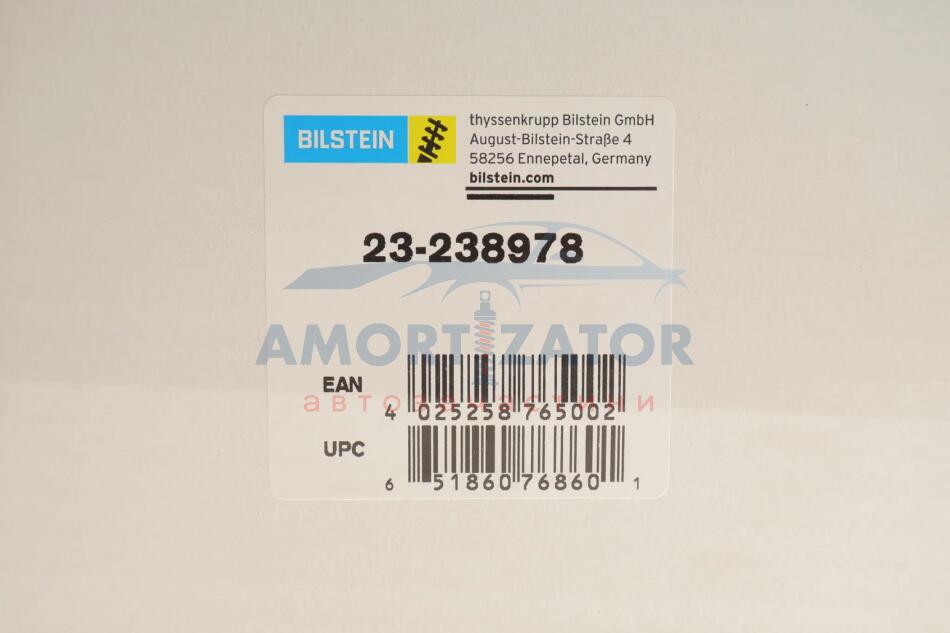 BILSTEIN
thyssenkrupp Bilstein GmbH
August-Bilstein-Straße 4
58256 Ennepetal, Germany
bilstein.com
23-238978
AMORTIZATOR
EAN
автозапчастини
4 025258 765002
UPC
6 51860 76860 1